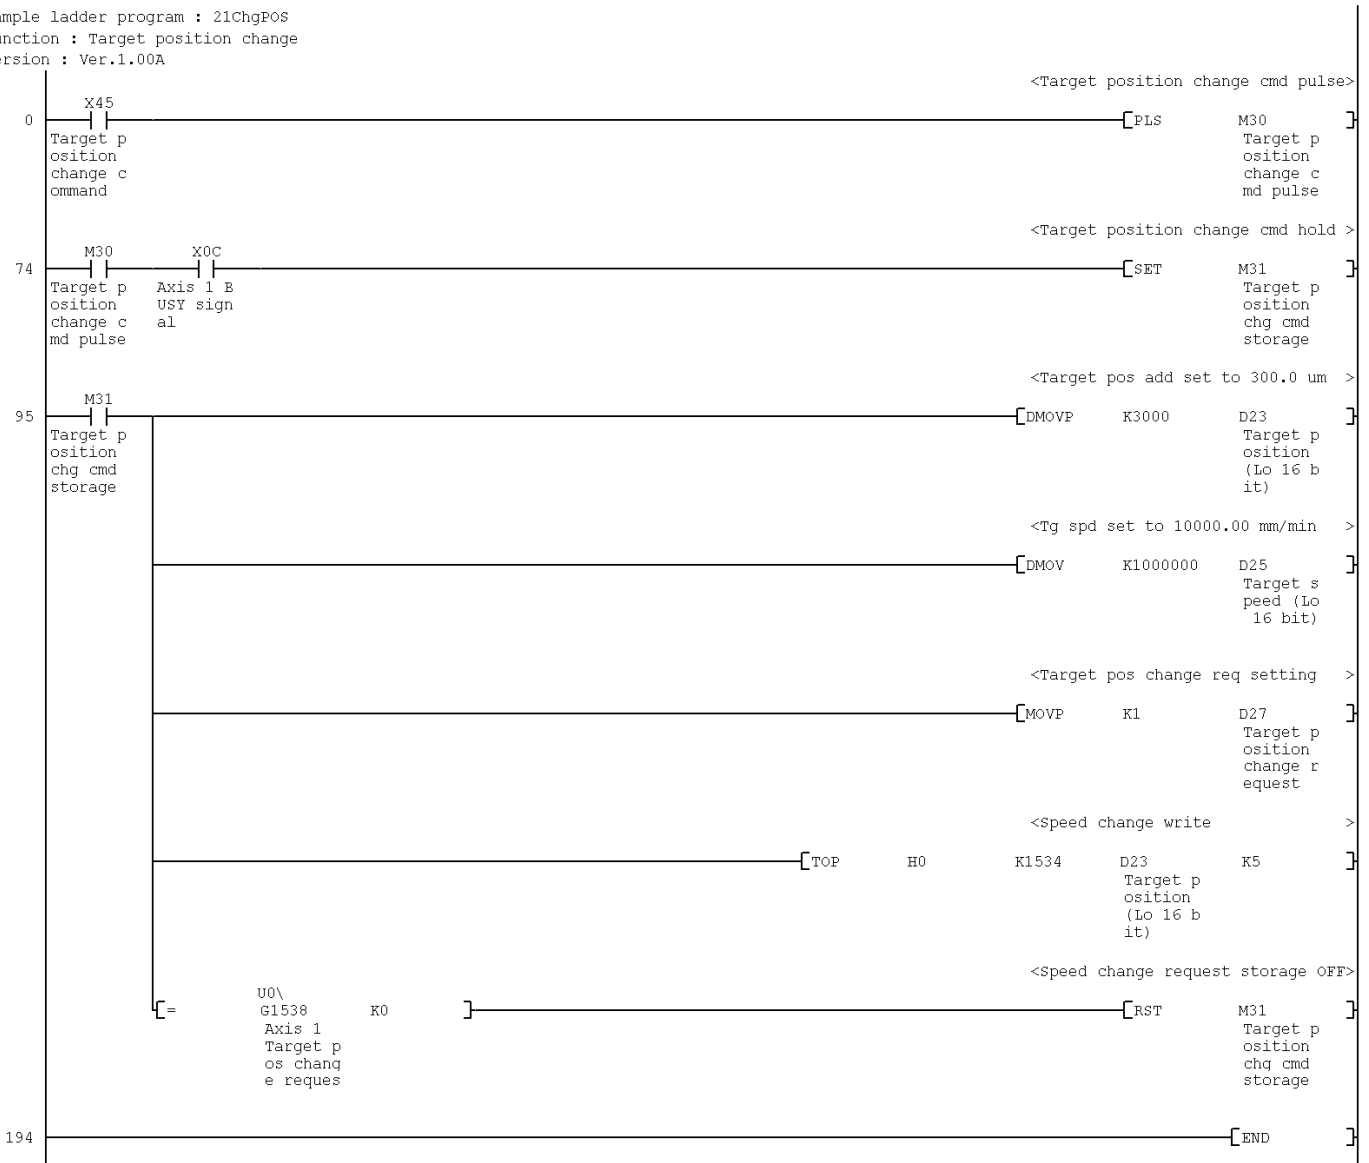 mple ladder program : 21ChgPOS
unction : Target position change
ersion : Ver.1.00A
<Target position change cmd pulse>
X45
0 PLS M30
Target p
osition
change c
ommand
Target p
osition
change c
md pulse
<Target position change cmd hold >
M30 X0C
74 SET M31
Target p
osition
change c
md pulse
Axis 1 B
USY sign
al
Target p
osition
chg cmd
storage
<Target pos add set to 300.0 um >
M31
95 DMOVP K3000 D23
Target p
osition
chg cmd
storage
Target p
osition
(Lo 16 b
it)
<Tg spd set to 10000.00 mm/min >
DMOV K1000000 D25
Target s
peed (Lo
16 bit)
<Target pos change req setting >
MOVP K1 D27
Target p
osition
change r
equest
<Speed change write >
TOP H0 K1534 D23 K5
Target p
osition
(Lo 16 b
it)
<Speed change request storage OFF>
U0\
= G1538 K0 RST M31
Axis 1
Target p
os chang
e reques
Target p
osition
chg cmd
storage
194 END